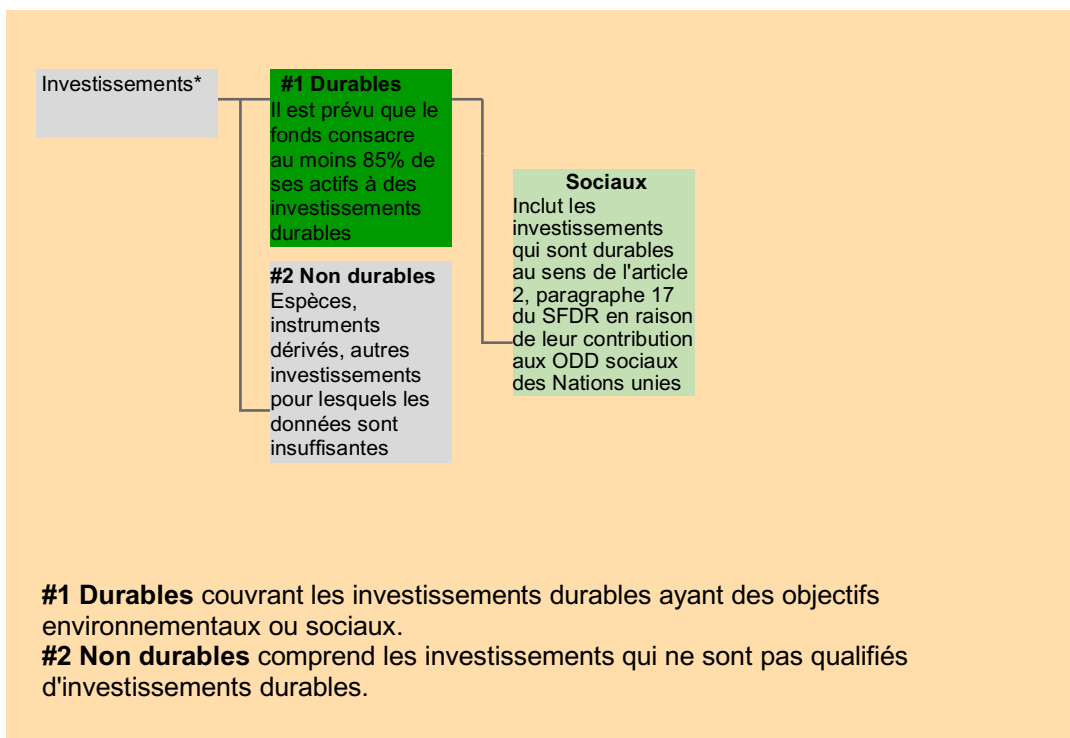 Investissements*
#1 Durables
Il est prévu que le
fonds consacre
au moins 85% de
ses actifs à des
investissements
durables
#2 Non durables
Espèces,
instruments
dérivés, autres
investissements
pour lesquels les
données sont
insuffisantes
Sociaux
Inclut les
investissements
qui sont durables
au sens de l'article
2, paragraphe 17
du SFDR en raison
de leur contribution
aux ODD sociaux
des Nations unies
#1 Durables couvrant les investissements durables ayant des objectifs
environnementaux ou sociaux.
#2 Non durables comprend les investissements qui ne sont pas qualifiés
d'investissements durables.